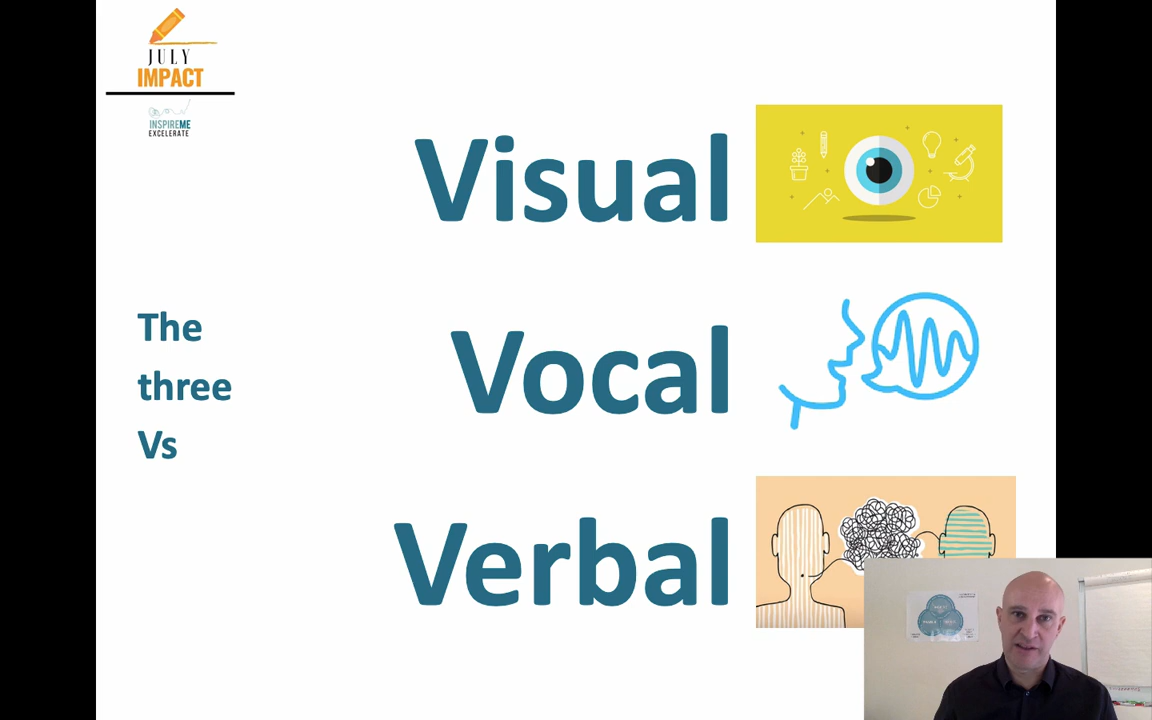 JULY
IMPACT
INSPIREME
EXCELERATE
Visual
The
three
Vs
Vocal
Verbal